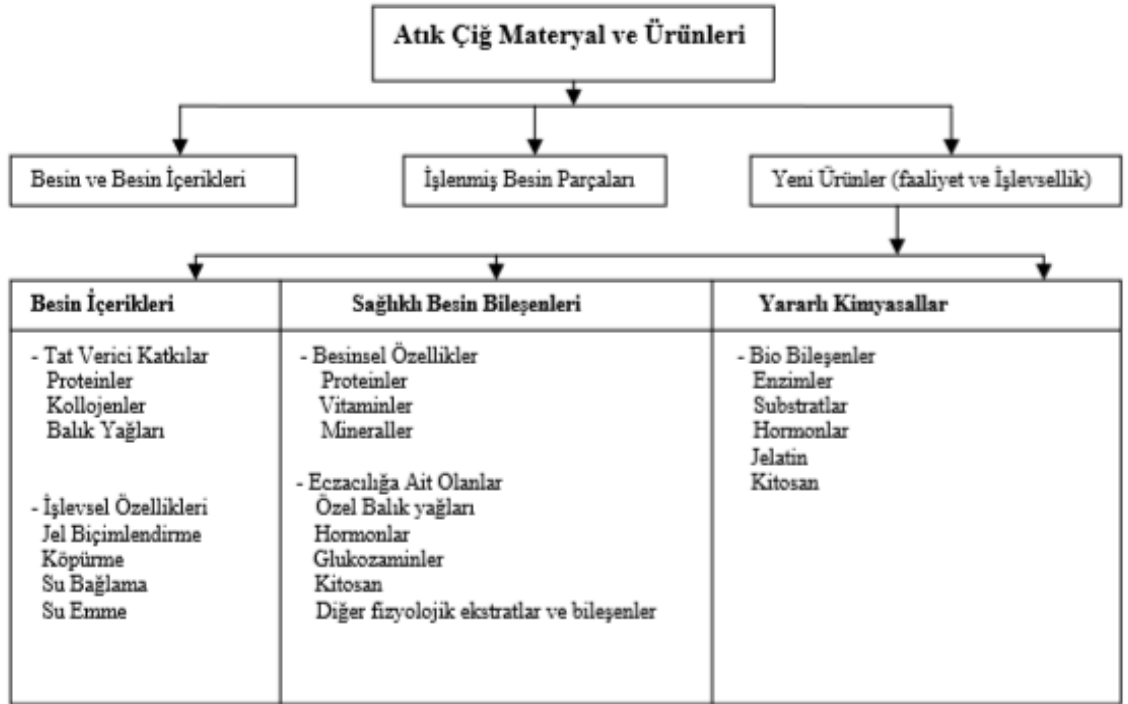 Atık Çiğ Materyal ve Ürünleri
Besin ve Besin İçerikleri
İşlenmiş Besin Parçaları
Yeni Ürünler (faaliyet ve İşlevsellik)
Besin İçerikleri
- Tat Verici Katkılar
Proteinler
Kollojenler
Balık Yağları
- İşlevsel Özellikleri
Jel Biçimlendirme
Köpürme
Su Bağlama
Su Emme
Sağlıklı Besin Bileşenleri
- Besinsel Özellikler
Proteinler
Vitaminler
Mineraller
- Eczacılığa Ait Olanlar
Özel Balık yağları
Hormonlar
Glukozaminler
Kitosan
Diğer fizyolojik ekstratlar ve bileşenler
Yararlı Kimyasallar
- Bio Bileşenler
Enzimler
Substratlar
Hormonlar
Jelatin
Kitosan